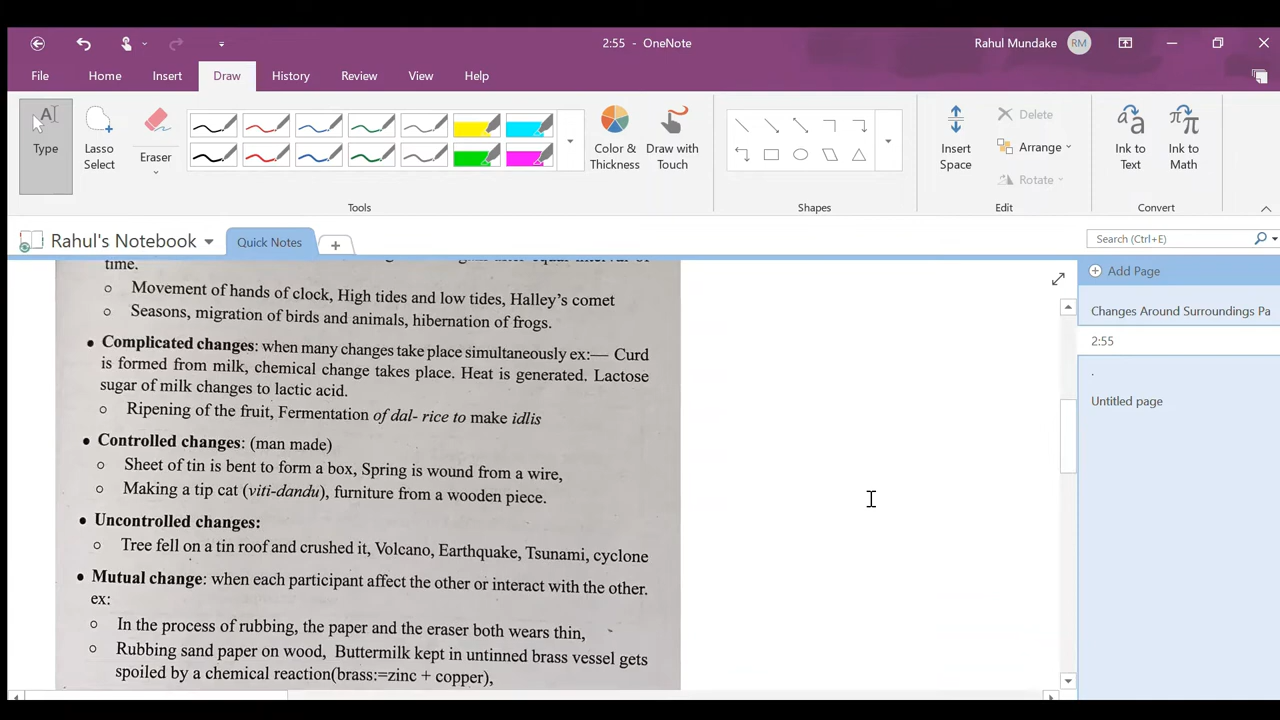 2:55 - OneNote
Rahul Mundake
RM
File
Home
Insert
Draw
History
Review
View
Help
Type
Lasso Select
Eraser
Color & Thickness
Draw with Touch
Insert Space
Delete
Arrange
Rotate
Ink to Text
Ink to Math
Tools
Shapes
Edit
Convert
Rahul's Notebook
Quick Notes
Search (Ctrl+E)
Add Page
Changes Around Surroundings Pa
2:55
.
Untitled page
time.
○ Movement of hands of clock, High tides and low tides, Halley's comet
○ Seasons, migration of birds and animals, hibernation of frogs.
• Complicated changes: when many changes take place simultaneously ex:— Curd
is formed from milk, chemical change takes place. Heat is generated. Lactose
sugar of milk changes to lactic acid.
○ Ripening of the fruit, Fermentation of dal- rice to make idlis
• Controlled changes: (man made)
○ Sheet of tin is bent to form a box, Spring is wound from a wire,
○ Making a tip cat (viti-dandu), furniture from a wooden piece.
• Uncontrolled changes:
○ Tree fell on a tin roof and crushed it, Volcano, Earthquake, Tsunami, cyclone
• Mutual change: when each participant affect the other or interact with the other.
ex:
○ In the process of rubbing, the paper and the eraser both wears thin,
○ Rubbing sand paper on wood, Buttermilk kept in untinned brass vessel gets
spoiled by a chemical reaction(brass:=zinc + copper),